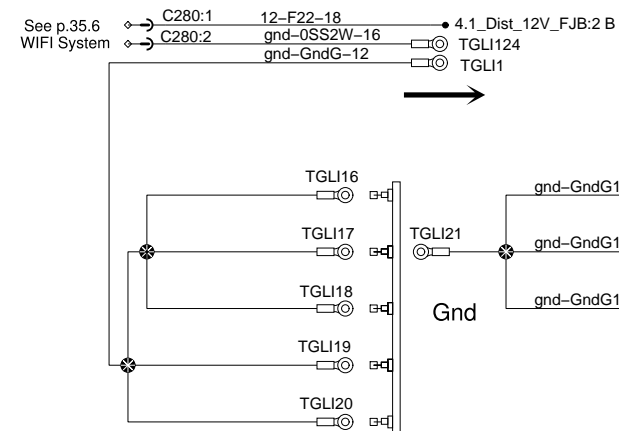 See p.35.6
WIFI System
C280:1
12–F22–18
4.1_Dist_12V_FJB:2 B
C280:2
gnd–0SS2W–16
TGLI124
gnd–GndG–12
TGLI1
TGLI16
gnd–GndG1
TGLI17
TGLI21
gnd–GndG1
TGLI18
Gnd
gnd–GndG1
TGLI19
TGLI20